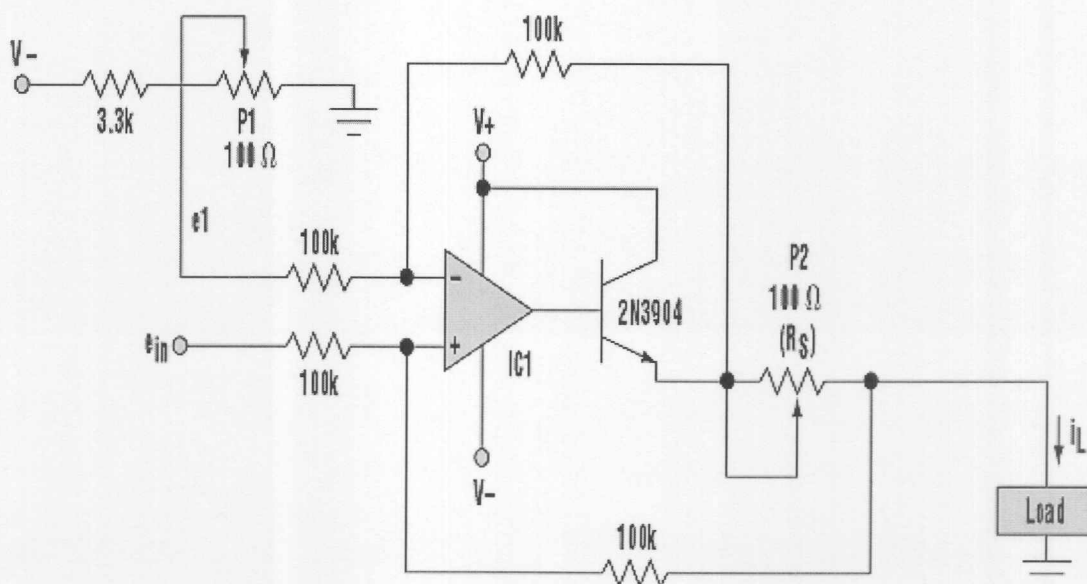 V-
3.3k
P1
100 Ω
e1
100k
V+
100k
-
+
IC1
2N3904
P2
100 Ω
(RS)
ein
100k
V-
iL
Load
100k